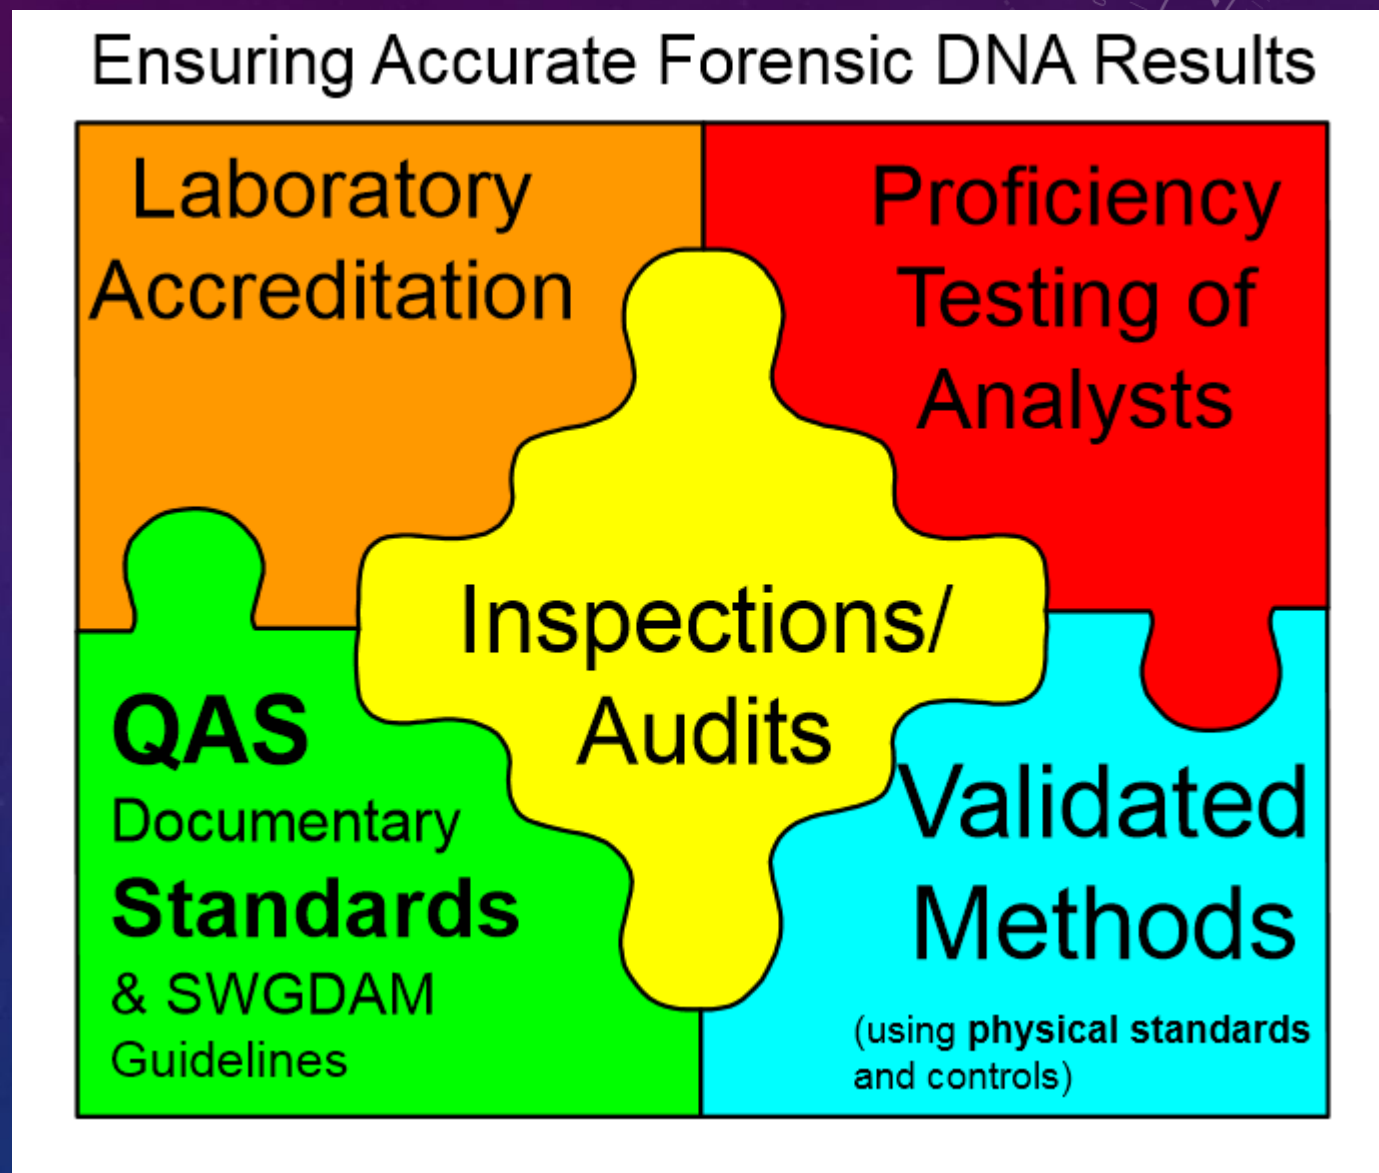 Ensuring Accurate Forensic DNA Results
Laboratory
Accreditation
Proficiency
Testing of
Analysts
Inspections/
Audits
QAS
Documentary
Standards
& SWGDAM
Guidelines
Validated
Methods
(using physical standards
and controls)